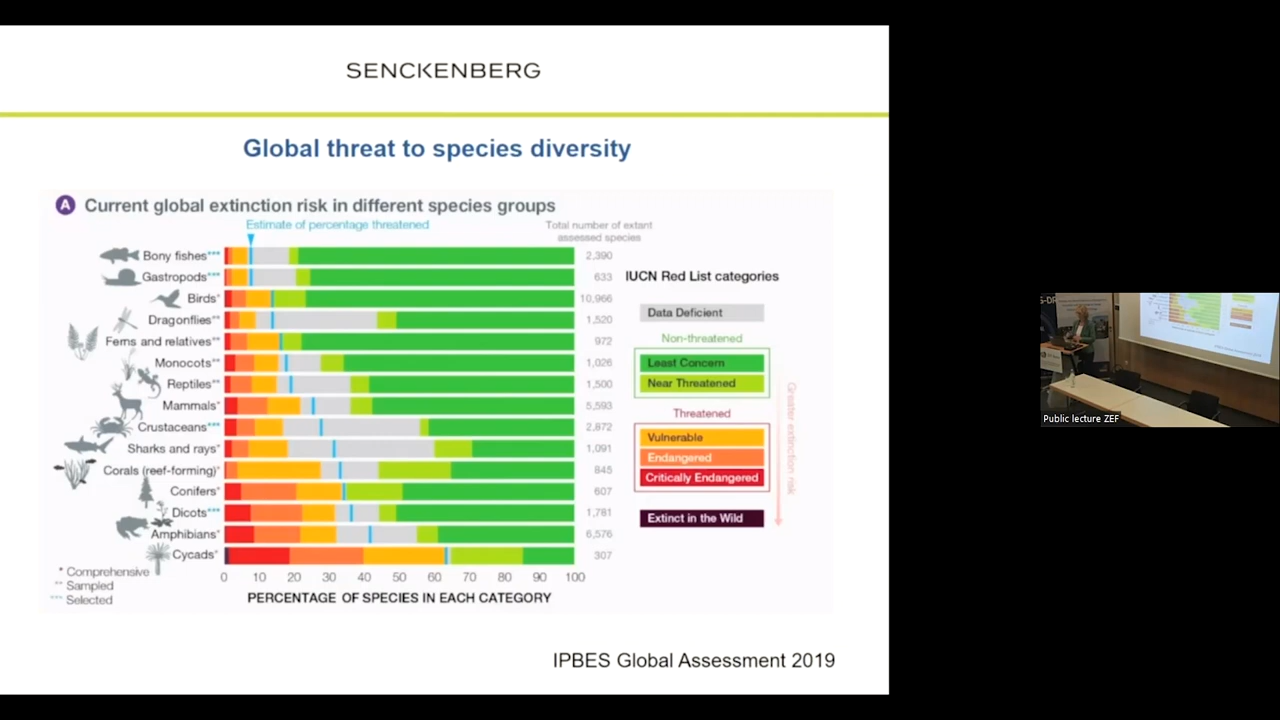 SENCKENBERG
Global threat to species diversity
A Current global extinction risk in different species groups
Estimate of percentage threatened
Total number of extant
assessed species
Bony fishes*** 2,390
Gastropods*** 633
Birds* 10,966
Dragonflies** 1,520
Ferns and relatives** 972
Monocots** 1,026
Reptiles** 1,500
Mammals* 5,593
Crustaceans*** 2,872
Sharks and rays* 1,091
Corals (reef-forming)* 845
Conifers* 607
Dicots*** 1,781
Amphibians* 6,576
Cycads* 307
0 10 20 30 40 50 60 70 80 90 100
PERCENTAGE OF SPECIES IN EACH CATEGORY
* Comprehensive
** Sampled
*** Selected
IUCN Red List categories
Data Deficient
Non-threatened
Least Concern
Near Threatened
Threatened
Vulnerable
Endangered
Critically Endangered
Extinct in the Wild
Greater extinction risk
IPBES Global Assessment 2019
Public lecture ZEF